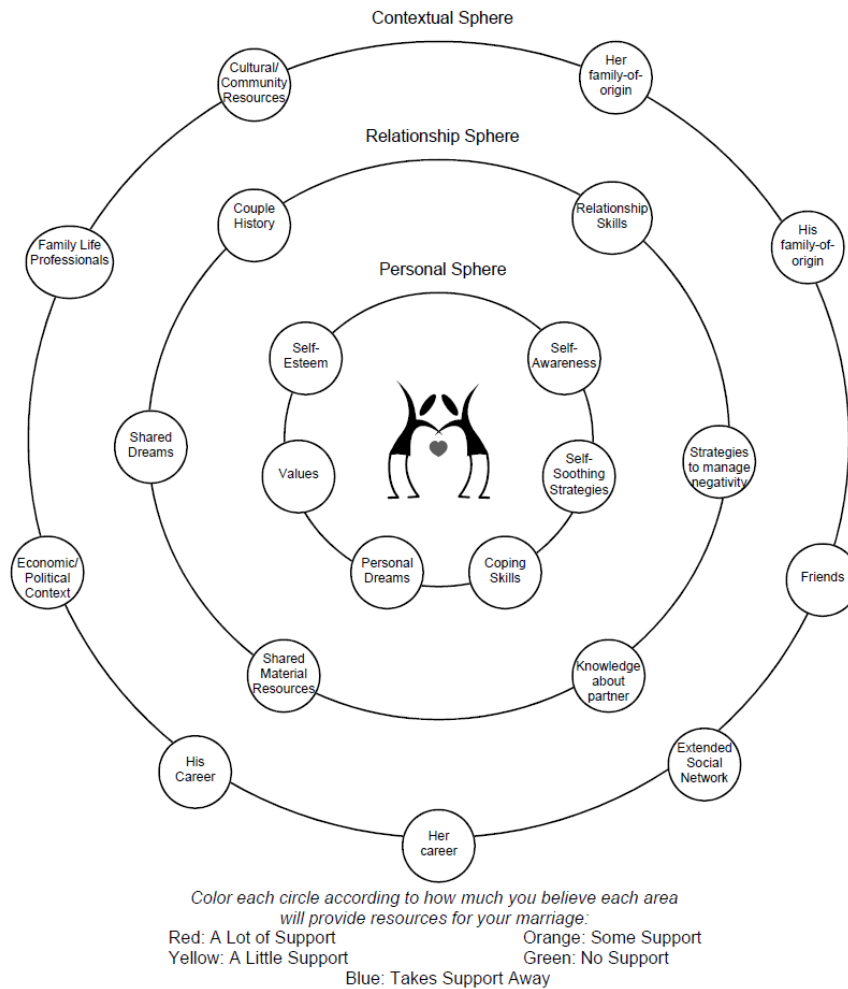 Contextual Sphere
Cultural/
Community
Resources
Her
family-of-
origin
Relationship Sphere
Couple
History
Relationship
Skills
Family Life
Professionals
His
family-of-
origin
Personal Sphere
Self-
Esteem
Self-
Awareness
Shared
Dreams
Values
Self-
Soothing
Strategies
Strategies
to manage
negativity
Economic/
Political
Context
Personal
Dreams
Coping
Skills
Friends
Shared
Material
Resources
Knowledge
about
partner
His
Career
Extended
Social
Network
Her
career
Color each circle according to how much you believe each area
will provide resources for your marriage:
Red: A Lot of Support
Orange: Some Support
Yellow: A Little Support
Green: No Support
Blue: Takes Support Away